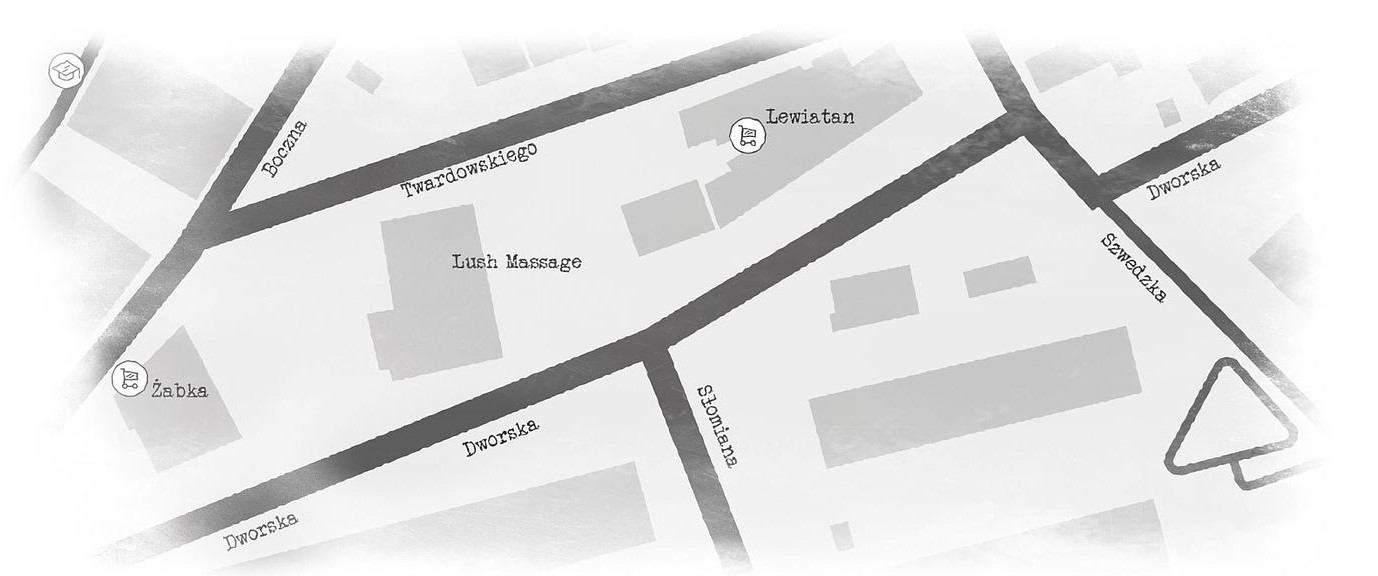 Lewiatan
Boczna
Twardowskiego
Dworska
Lush Massage
Szwedzka
Żabka
Słomiana
Dworska
Dworska